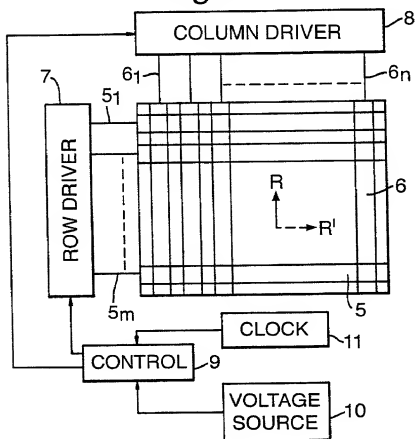 COLUMN DRIVER
8
7
6₁
6n
5₁
ROW DRIVER
R
6
R'
5
5m
CLOCK
11
CONTROL
9
VOLTAGE
SOURCE
10